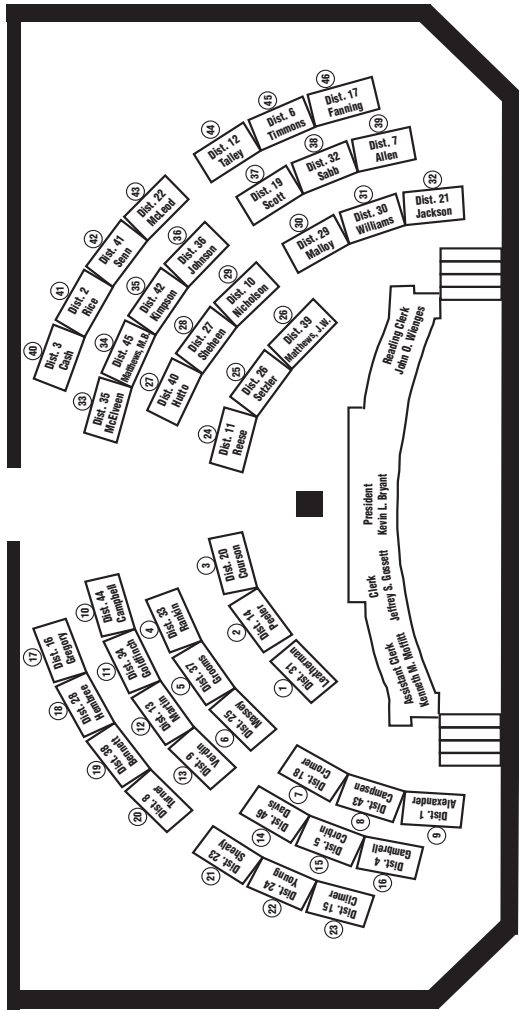 46
Dist. 17
Fanning
45
Dist. 6
Timmons
44
Dist. 12
Talley
39
Dist. 7
Allen
38
Dist. 32
Sabb
37
Dist. 19
Scott
32
Dist. 21
Jackson
31
Dist. 30
Williams
30
Dist. 29
Malloy
43
Dist. 22
McLeod
42
Dist. 41
Senn
41
Dist. 2
Rice
40
Dist. 3
Cash
36
Dist. 36
Johnson
35
Dist. 42
Kimpson
34
Dist. 45
Matthews, M.B.
33
Dist. 35
McElveen
29
Dist. 10
Nicholson
28
Dist. 27
Sheheen
27
Dist. 40
Hutto
26
Dist. 39
Matthews, J.W.
25
Dist. 26
Setzler
24
Dist. 11
Reese
Reading Clerk
John O. Wienges
President
Kevin L. Bryant
Clerk
Jeffrey S. Gossett
Assistant Clerk
Kenneth M. Moffitt
3
Dist. 20
Courson
2
Dist. 14
Peeler
1
Dist. 31
Leatherman
4
Dist. 33
Rankin
5
Dist. 37
Grooms
6
Dist. 25
Massey
10
Dist. 44
Campbell
11
Dist. 34
Goldfinch
12
Dist. 13
Martin
13
Dist. 9
Verdin
17
Dist. 16
Gregory
18
Dist. 28
Hembree
19
Dist. 38
Bennett
20
Dist. 8
Turner
7
Dist. 18
Cromer
8
Dist. 43
Campsen
9
Dist. 1
Alexander
14
Dist. 46
Davis
15
Dist. 5
Corbin
16
Dist. 4
Gambrell
21
Dist. 23
Shealy
22
Dist. 24
Young
23
Dist. 15
Climer